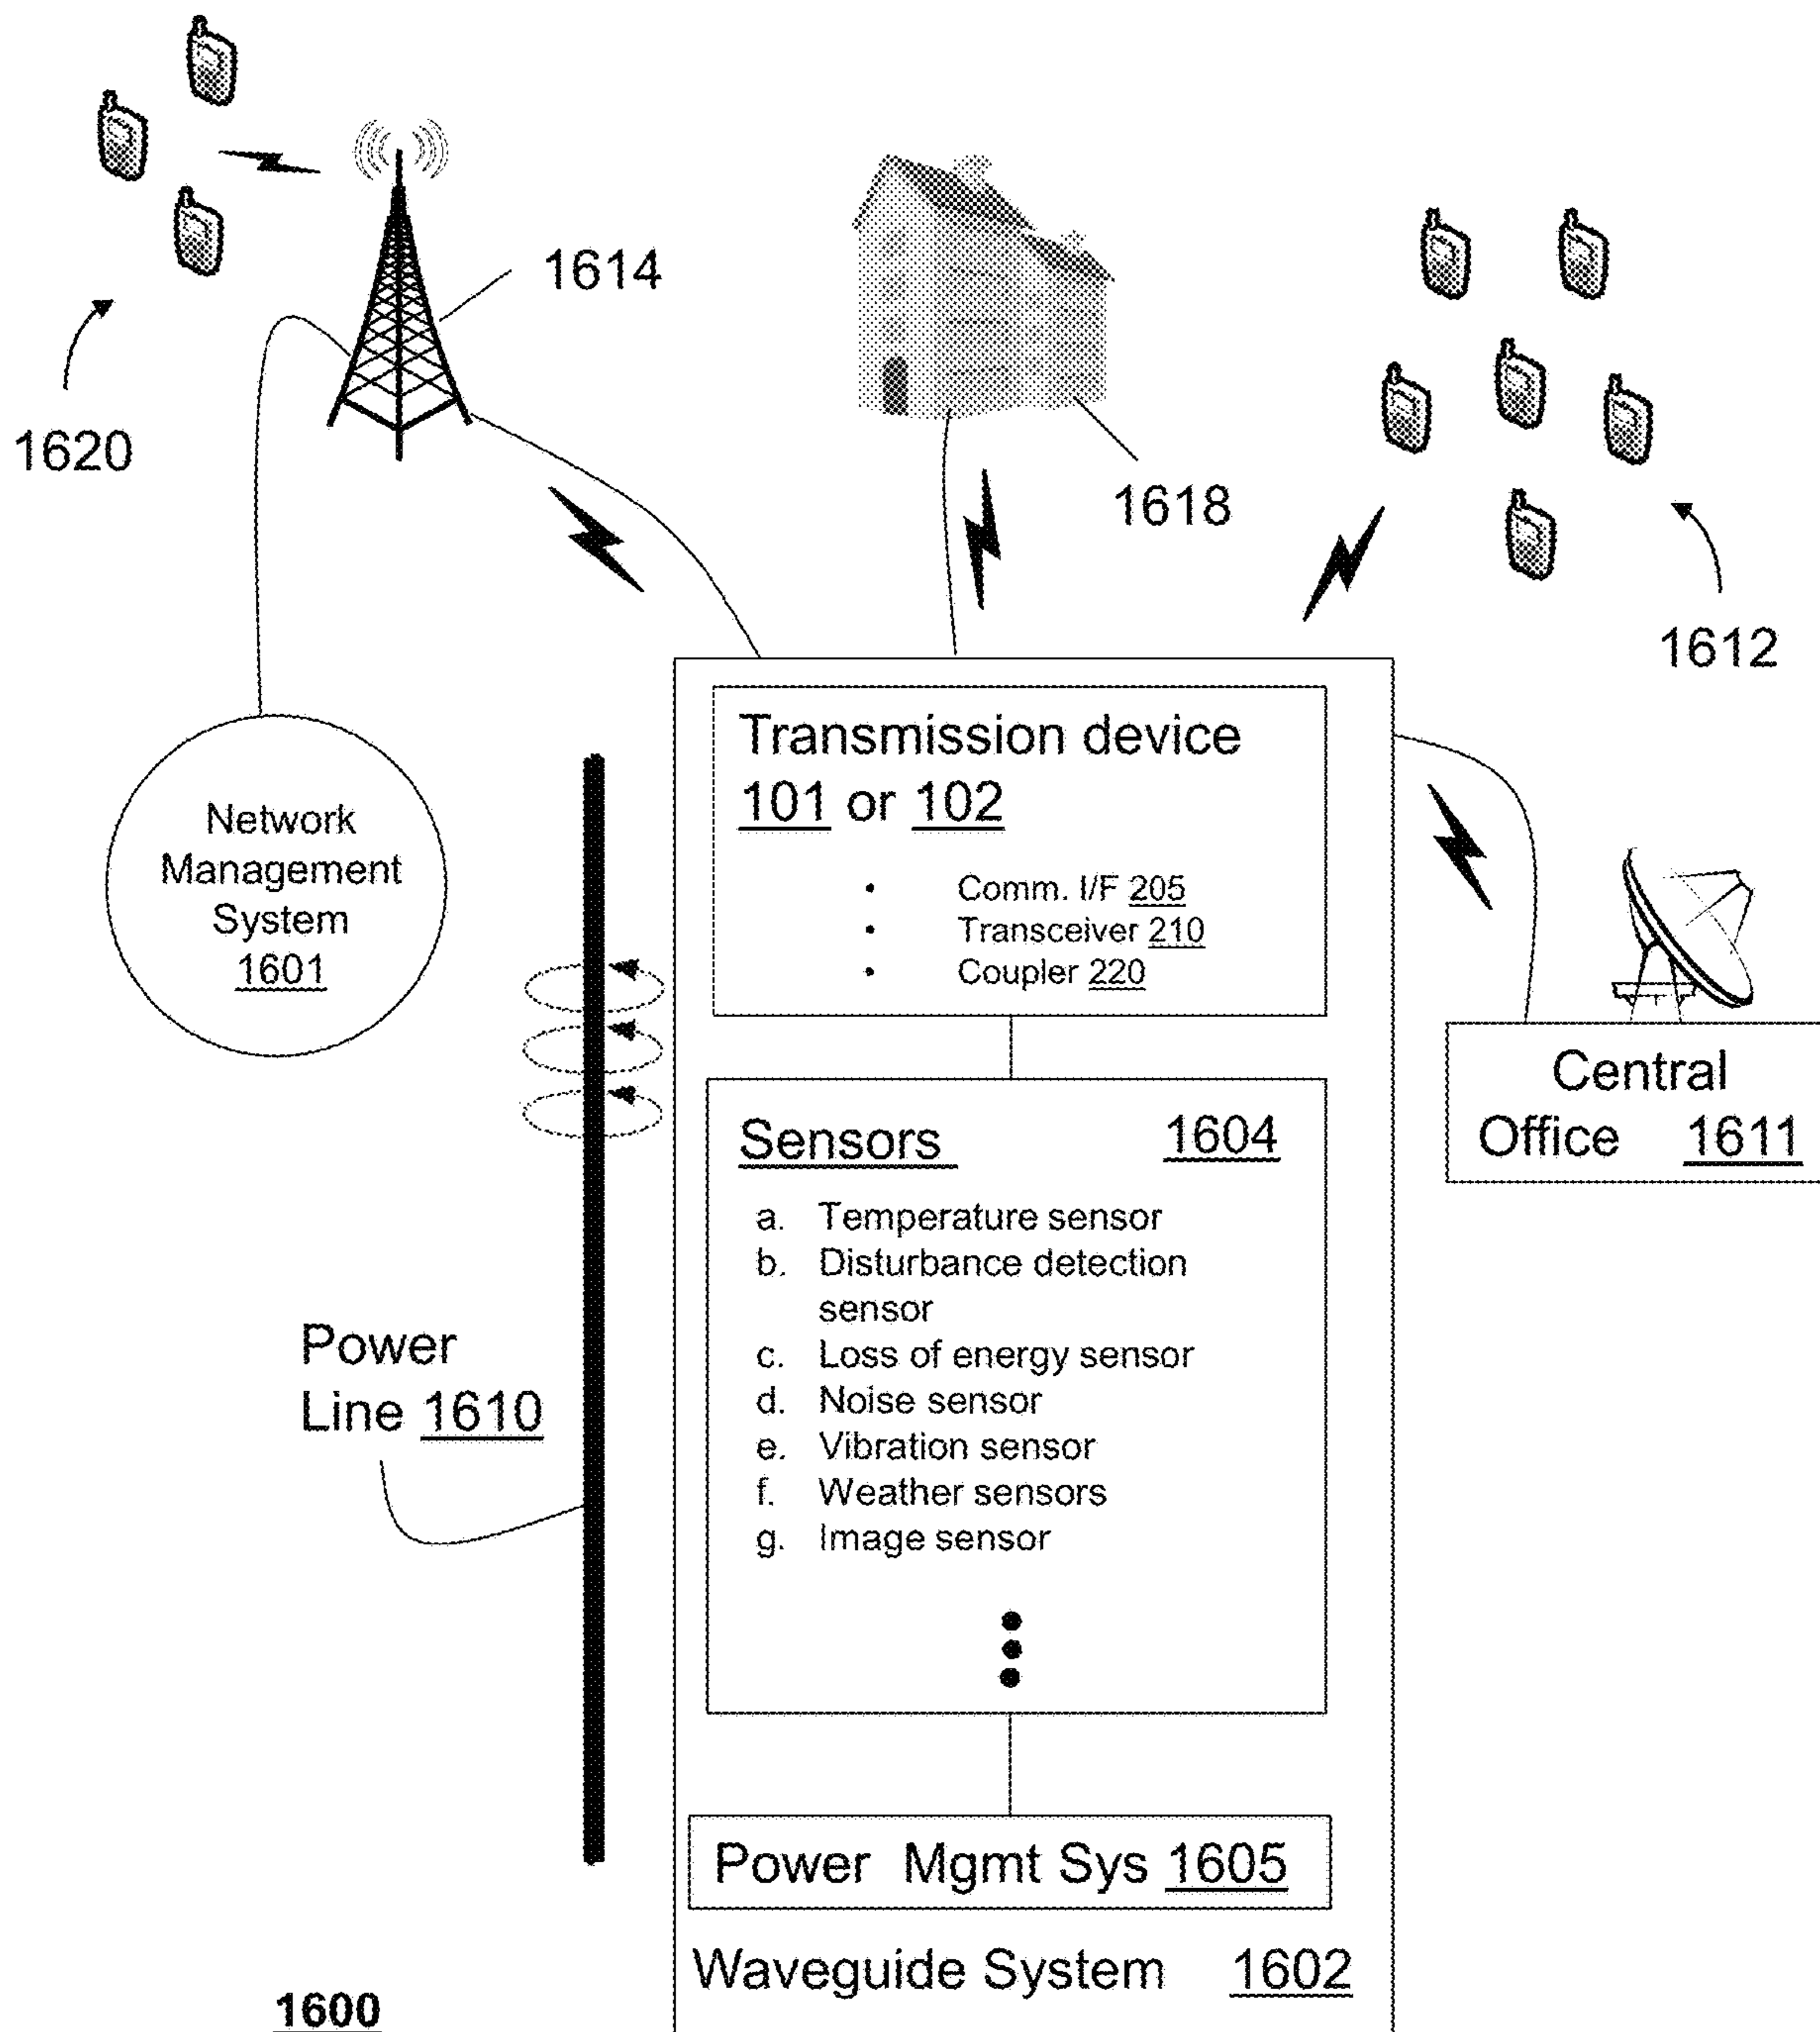 1614
1620
1618
1612
Network
Management
System
1601
Transmission device
101 or 102
• Comm. I/F 205
• Transceiver 210
• Coupler 220
Central
Office 1611
Sensors 1604
a. Temperature sensor
b. Disturbance detection
sensor
c. Loss of energy sensor
d. Noise sensor
e. Vibration sensor
f. Weather sensors
g. Image sensor
Power
Line 1610
Power Mgmt Sys 1605
Waveguide System 1602
1600